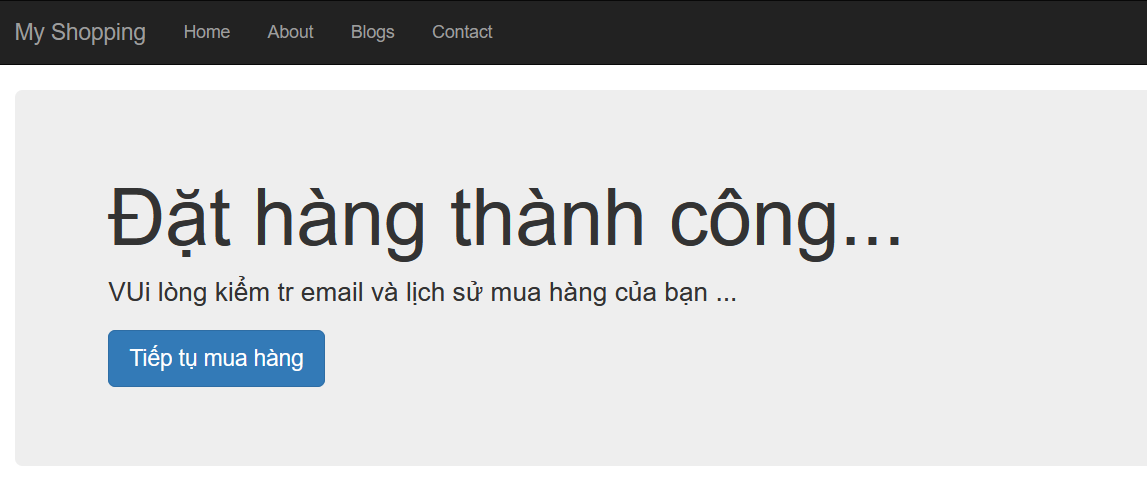 My Shopping Home About Blogs Contact
Đặt hàng thành công...
VUi lòng kiểm tr email và lịch sử mua hàng của bạn ...
Tiếp tụ mua hàng